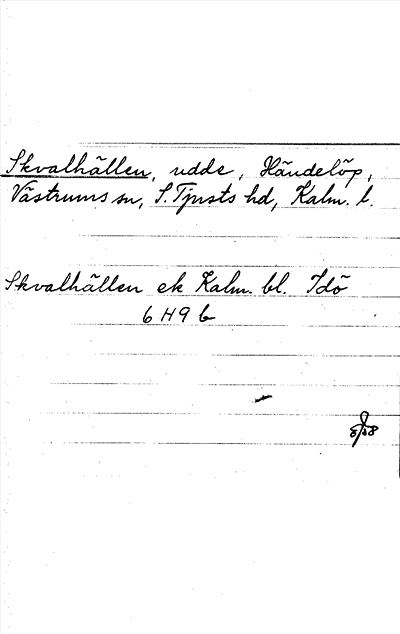 Skvalhällen, udde, Händelöp,
Västrums sn, S. Tjusts hd, Kalm. l.
Skvalhällen ek Kalm. bl. Idö
6 H 9 b